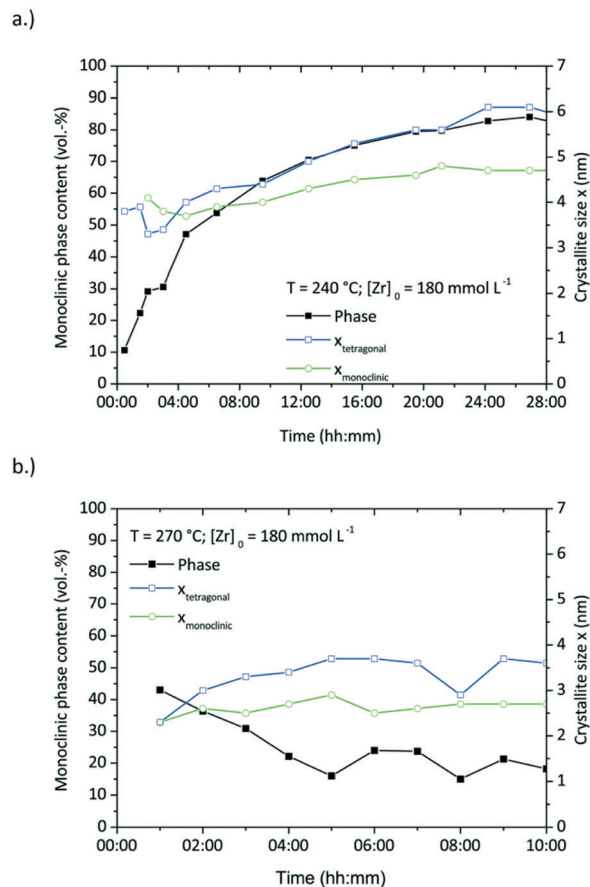 a.)
Monoclinic phase content (vol.-%)
100
90
80
70
60
50
40
30
20
10
0
7
6
5
4
3
2
1
0
Crystallite size x (nm)
T = 240 °C; [Zr]0 = 180 mmol L-1
Phase
xtetragonal
xmonoclinic
00:00 04:00 08:00 12:00 16:00 20:00 24:00 28:00
Time (hh:mm)
b.)
Monoclinic phase content (vol.-%)
100
90
80
70
60
50
40
30
20
10
0
7
6
5
4
3
2
1
0
Crystallite size x (nm)
T = 270 °C; [Zr]0 = 180 mmol L-1
Phase
xtetragonal
xmonoclinic
00:00 02:00 04:00 06:00 08:00 10:00
Time (hh:mm)